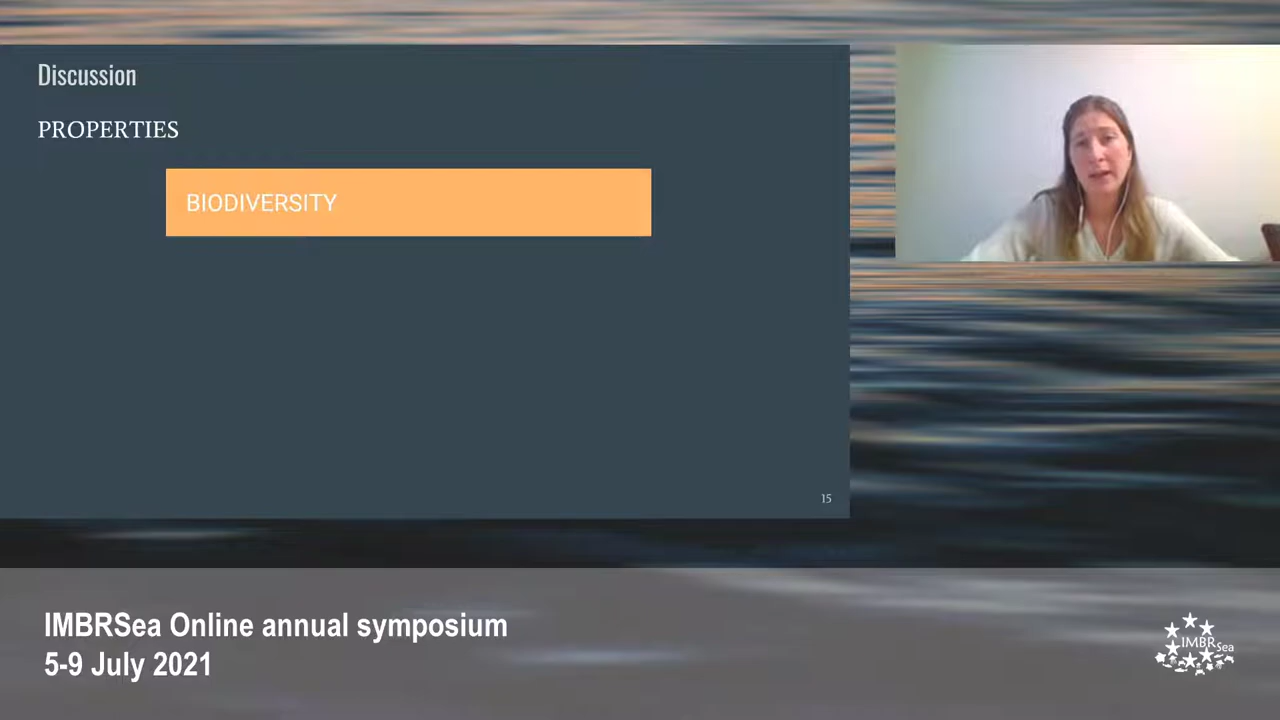 Discussion
PROPERTIES
BIODIVERSITY
15
IMBRSea Online annual symposium
5-9 July 2021
IMBRSea